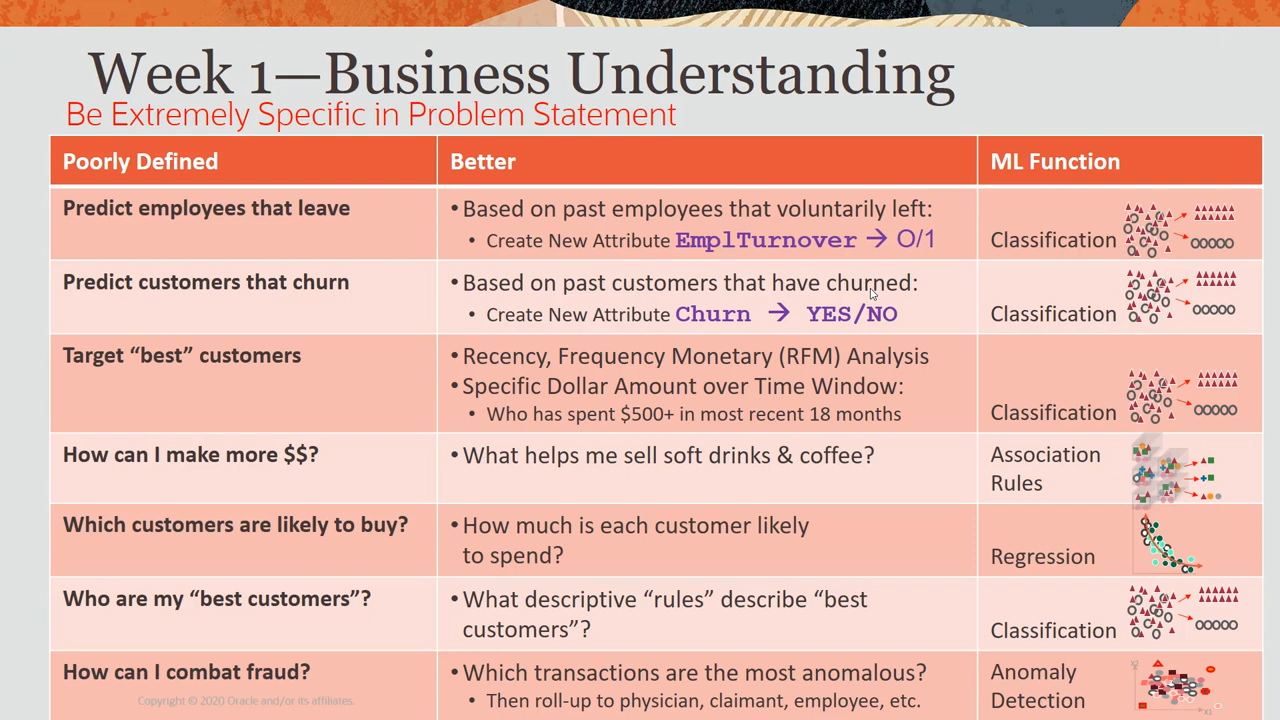 Week 1—Business Understanding
Be Extremely Specific in Problem Statement
Poorly Defined
Better
ML Function
Predict employees that leave
• Based on past employees that voluntarily left:
• Create New Attribute EmplTurnover → O/1
Classification
Predict customers that churn
• Based on past customers that have churned:
• Create New Attribute Churn → YES/NO
Classification
Target “best” customers
• Recency, Frequency Monetary (RFM) Analysis
• Specific Dollar Amount over Time Window:
• Who has spent $500+ in most recent 18 months
Classification
How can I make more $$?
• What helps me sell soft drinks & coffee?
Association
Rules
Which customers are likely to buy?
• How much is each customer likely
to spend?
Regression
Who are my “best customers”?
• What descriptive “rules” describe “best
customers”?
Classification
How can I combat fraud?
• Which transactions are the most anomalous?
• Then roll-up to physician, claimant, employee, etc.
Anomaly
Detection
X2
X1
Copyright © 2020 Oracle and/or its affiliates.